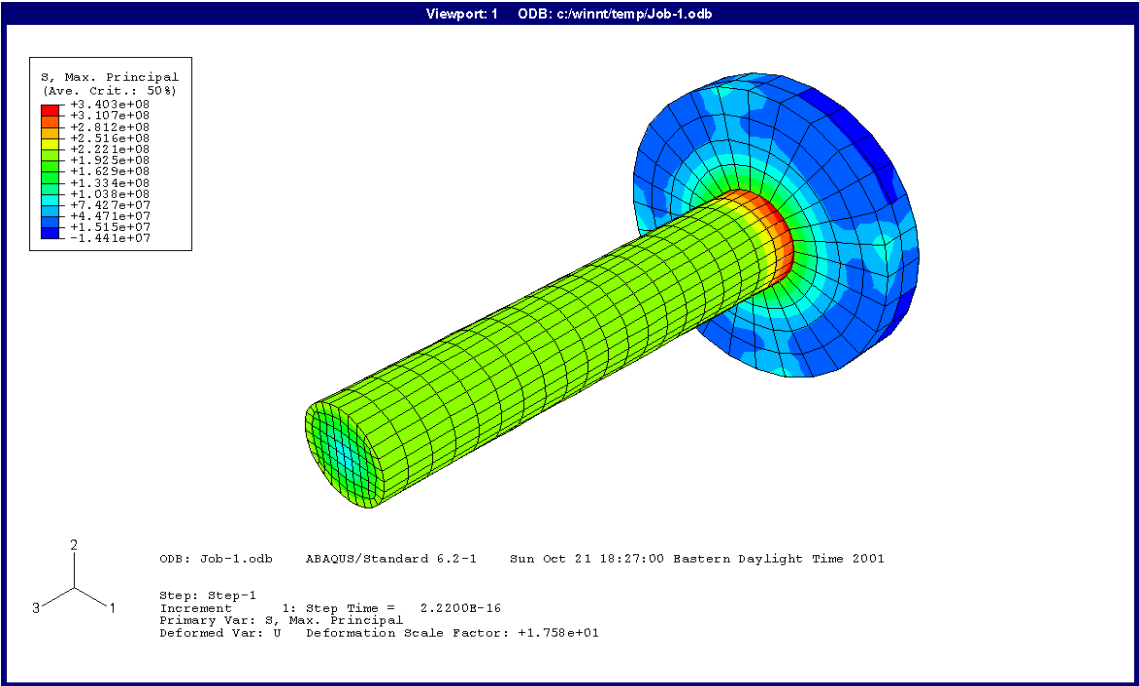 Viewport: 1 ODB: c:/winnt/temp/Job-1.odb
S, Max. Principal
(Ave. Crit.: 50%)
+3.403e+08
+3.107e+08
+2.812e+08
+2.516e+08
+2.221e+08
+1.925e+08
+1.629e+08
+1.334e+08
+1.038e+08
+7.427e+07
+4.471e+07
+1.515e+07
-1.441e+07
2
3
1
ODB: Job-1.odb ABAQUS/Standard 6.2-1 Sun Oct 21 18:27:00 Eastern Daylight Time 2001
Step: Step-1
Increment 1: Step Time = 2.2200E-16
Primary Var: S, Max. Principal
Deformed Var: U Deformation Scale Factor: +1.758e+01